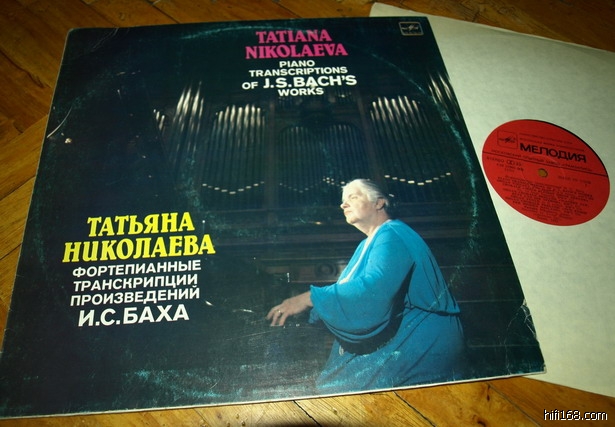 TATIANA
NIKOLAEVA
PIANO
TRANSCRIPTIONS
OF J.S.BACH'S
WORKS
ТАТЬЯНА
НИКОЛАЕВА
ФОРТЕПИАННЫЕ
ТРАНСКРИПЦИИ
ПРОИЗВЕДЕНИЙ
И.С.БАХА
МЕЛОДИЯ
hifi168.com